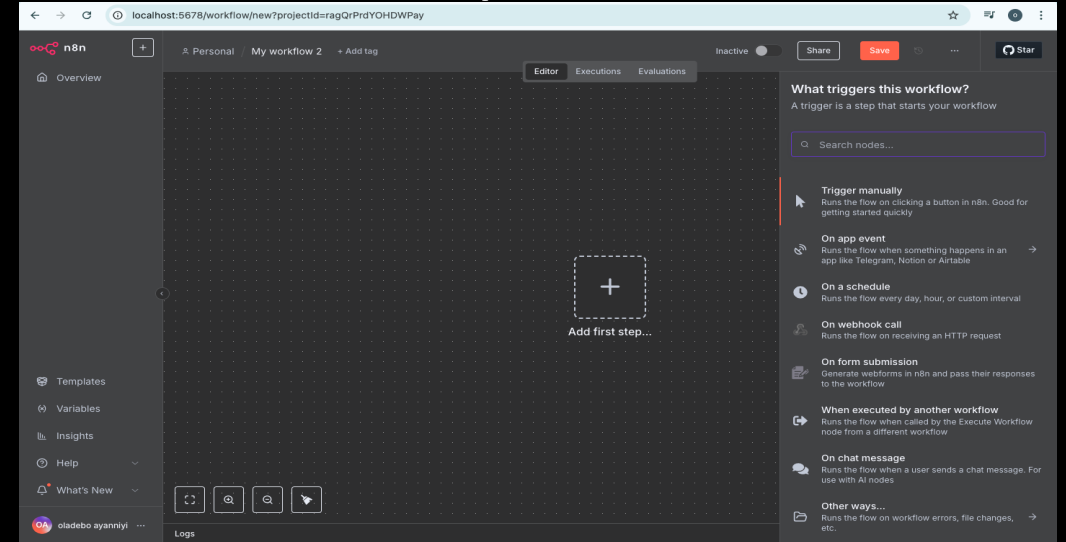 localhost:5678/workflow/new?projectId=ragQrPrdYOHDWPay
n8n
Personal / My workflow 2 + Add tag
Inactive
Share
Save
...
Star
Overview
Editor Executions Evaluations
What triggers this workflow?
A trigger is a step that starts your workflow
Search nodes...
Trigger manually
Runs the flow on clicking a button in n8n. Good for
getting started quickly
On app event
Runs the flow when something happens in an
app like Telegram, Notion or Airtable
On a schedule
Runs the flow every day, hour, or custom interval
On webhook call
Runs the flow on receiving an HTTP request
On form submission
Generate webforms in n8n and pass their responses
to the workflow
When executed by another workflow
Runs the flow when called by the Execute Workflow
node from a different workflow
On chat message
Runs the flow when a user sends a chat message. For
use with AI nodes
Other ways...
Runs the flow on workflow errors, file changes,
etc.
Add first step...
Templates
Variables
Insights
Help
What's New
OA oladebo ayanniyi ...
Logs